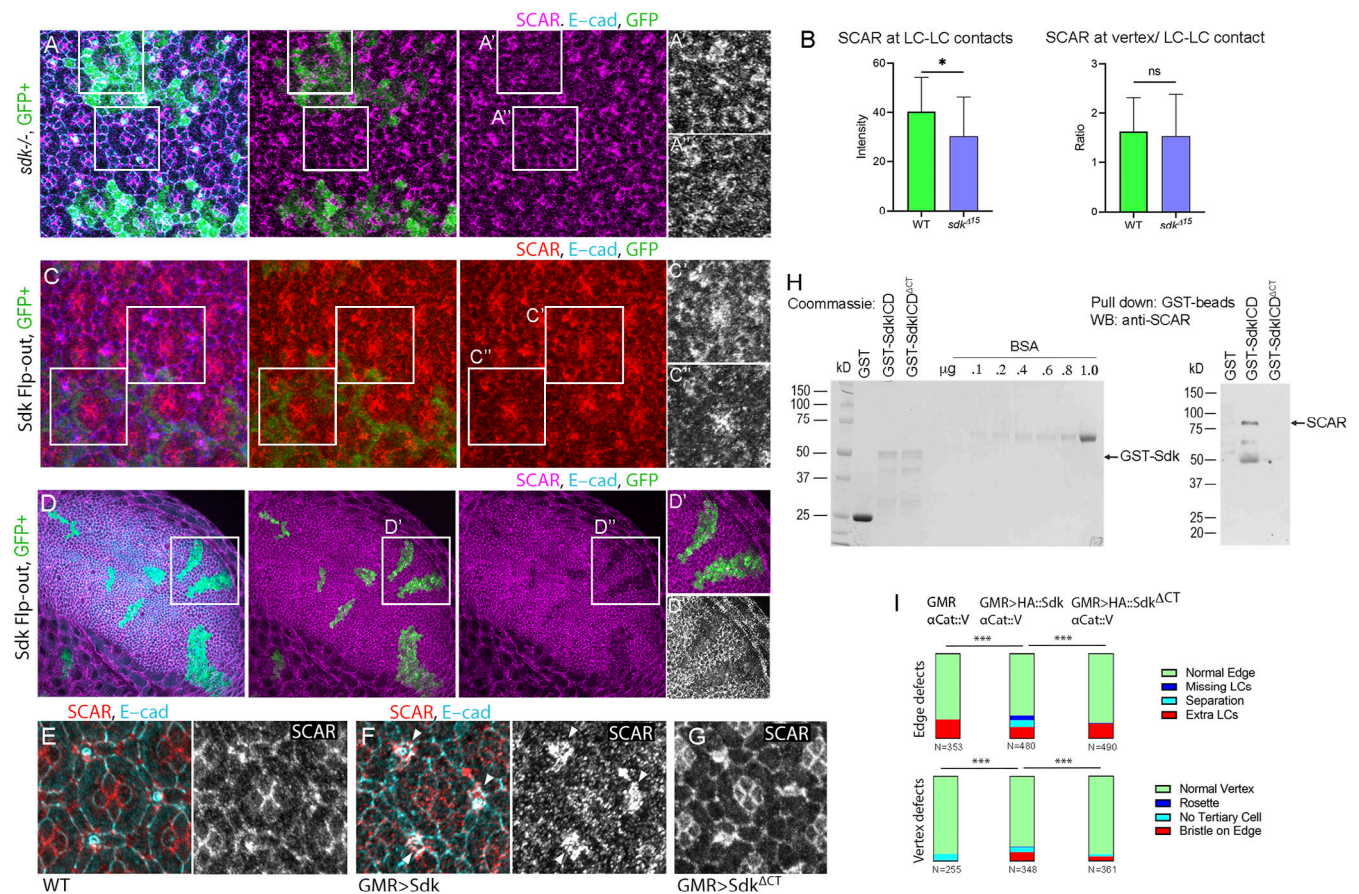 SCAR. E–cad, GFP
A
A'
A''
A'
A''
sdk-/-, GFP+
B
SCAR at LC-LC contacts
*
60
40
20
0
Intensity
WT
sdkΔ15
SCAR at vertex/ LC-LC contact
ns
3
2
1
0
Ratio
WT
sdkΔ15
SCAR, E–cad, GFP
C
C'
C''
C'
C''
Sdk Flp-out, GFP+
SCAR, E–cad, GFP
D
D'
D''
D'
Sdk Flp-out, GFP+
SCAR, E–cad
E
SCAR
WT
SCAR, E–cad
F
SCAR
GMR>Sdk
G
SCAR
GMR>SdkΔCT
H
Coommassie:
GST
GST-SdkICD
GST-SdkICDΔCT
BSA
kD
µg
.1
.2
.4
.6
.8
1.0
150
100
75
50
37
25
GST-Sdk
Pull down: GST-beads
WB: anti-SCAR
GST
GST-SdkICD
GST-SdkICDΔCT
kD
150
100
75
50
37
25
20
SCAR
I
GMR
αCat::V
GMR>HA::Sdk
αCat::V
GMR>HA::SdkΔCT
αCat::V
***
***
Edge defects
N=353
N=480
N=490
Normal Edge
Missing LCs
Separation
Extra LCs
***
***
Vertex defects
N=255
N=348
N=361
Normal Vertex
Rosette
No Tertiary Cell
Bristle on Edge